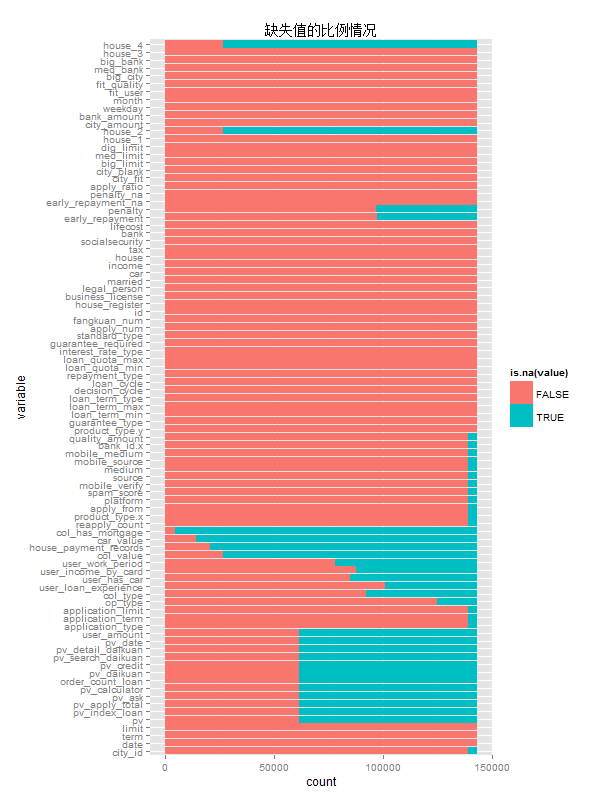 缺失值的比例情况
house_4
house_3
big_bank
med_bank
big_city
fit_quality
fit_user
month
weekday
bank_amount
city_amount
house_2
house_1
dig_limit
med_limit
big_limit
city_blank
city_fit
apply_ratio
penalty_na
early_repayment_na
penalty
early_repayment
lifecost
bank
socialsecurity
tax
house
income
car
married
legal_person
business_license
house_register
id
fangkuan_num
apply_num
standard_type
guarantee_required
interest_rate_type
loan_quota_max
loan_quota_min
repayment_type
loan_cycle
decision_cycle
loan_term_type
loan_term_max
loan_term_min
guarantee_type
product_type.y
quality_amount
bank_id.x
mobile_medium
mobile_source
medium
source
mobile_verify
spam_score
platform
apply_from
product_type.x
reapply_count
col_has_mortgage
car_value
house_payment_records
col_value
user_work_period
user_income_by_card
user_has_car
user_loan_experience
col_type
op_type
application_limit
application_term
application_type
user_amount
pv_date
pv_detail_daikuan
pv_search_daikuan
pv_credit
pv_daikuan
order_count_loan
pv_calculator
pv_ask
pv_apply_total
pv_index_loan
pv
limit
term
date
city_id
variable
0 50000 100000 150000
count
is.na(value)
FALSE
TRUE